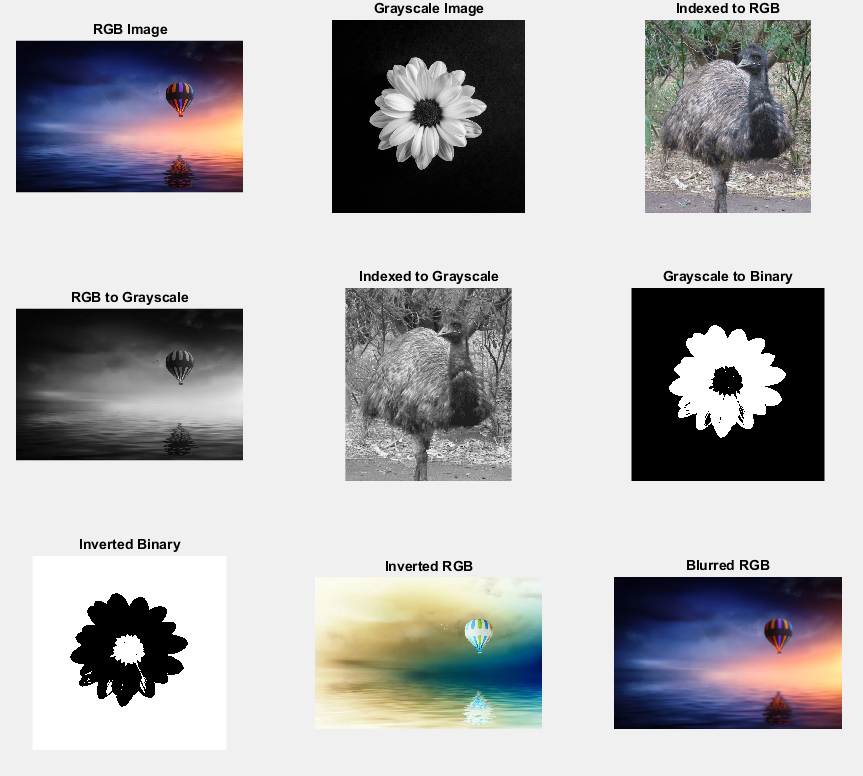 RGB Image
Grayscale Image
Indexed to RGB
RGB to Grayscale
Indexed to Grayscale
Grayscale to Binary
Inverted Binary
Inverted RGB
Blurred RGB